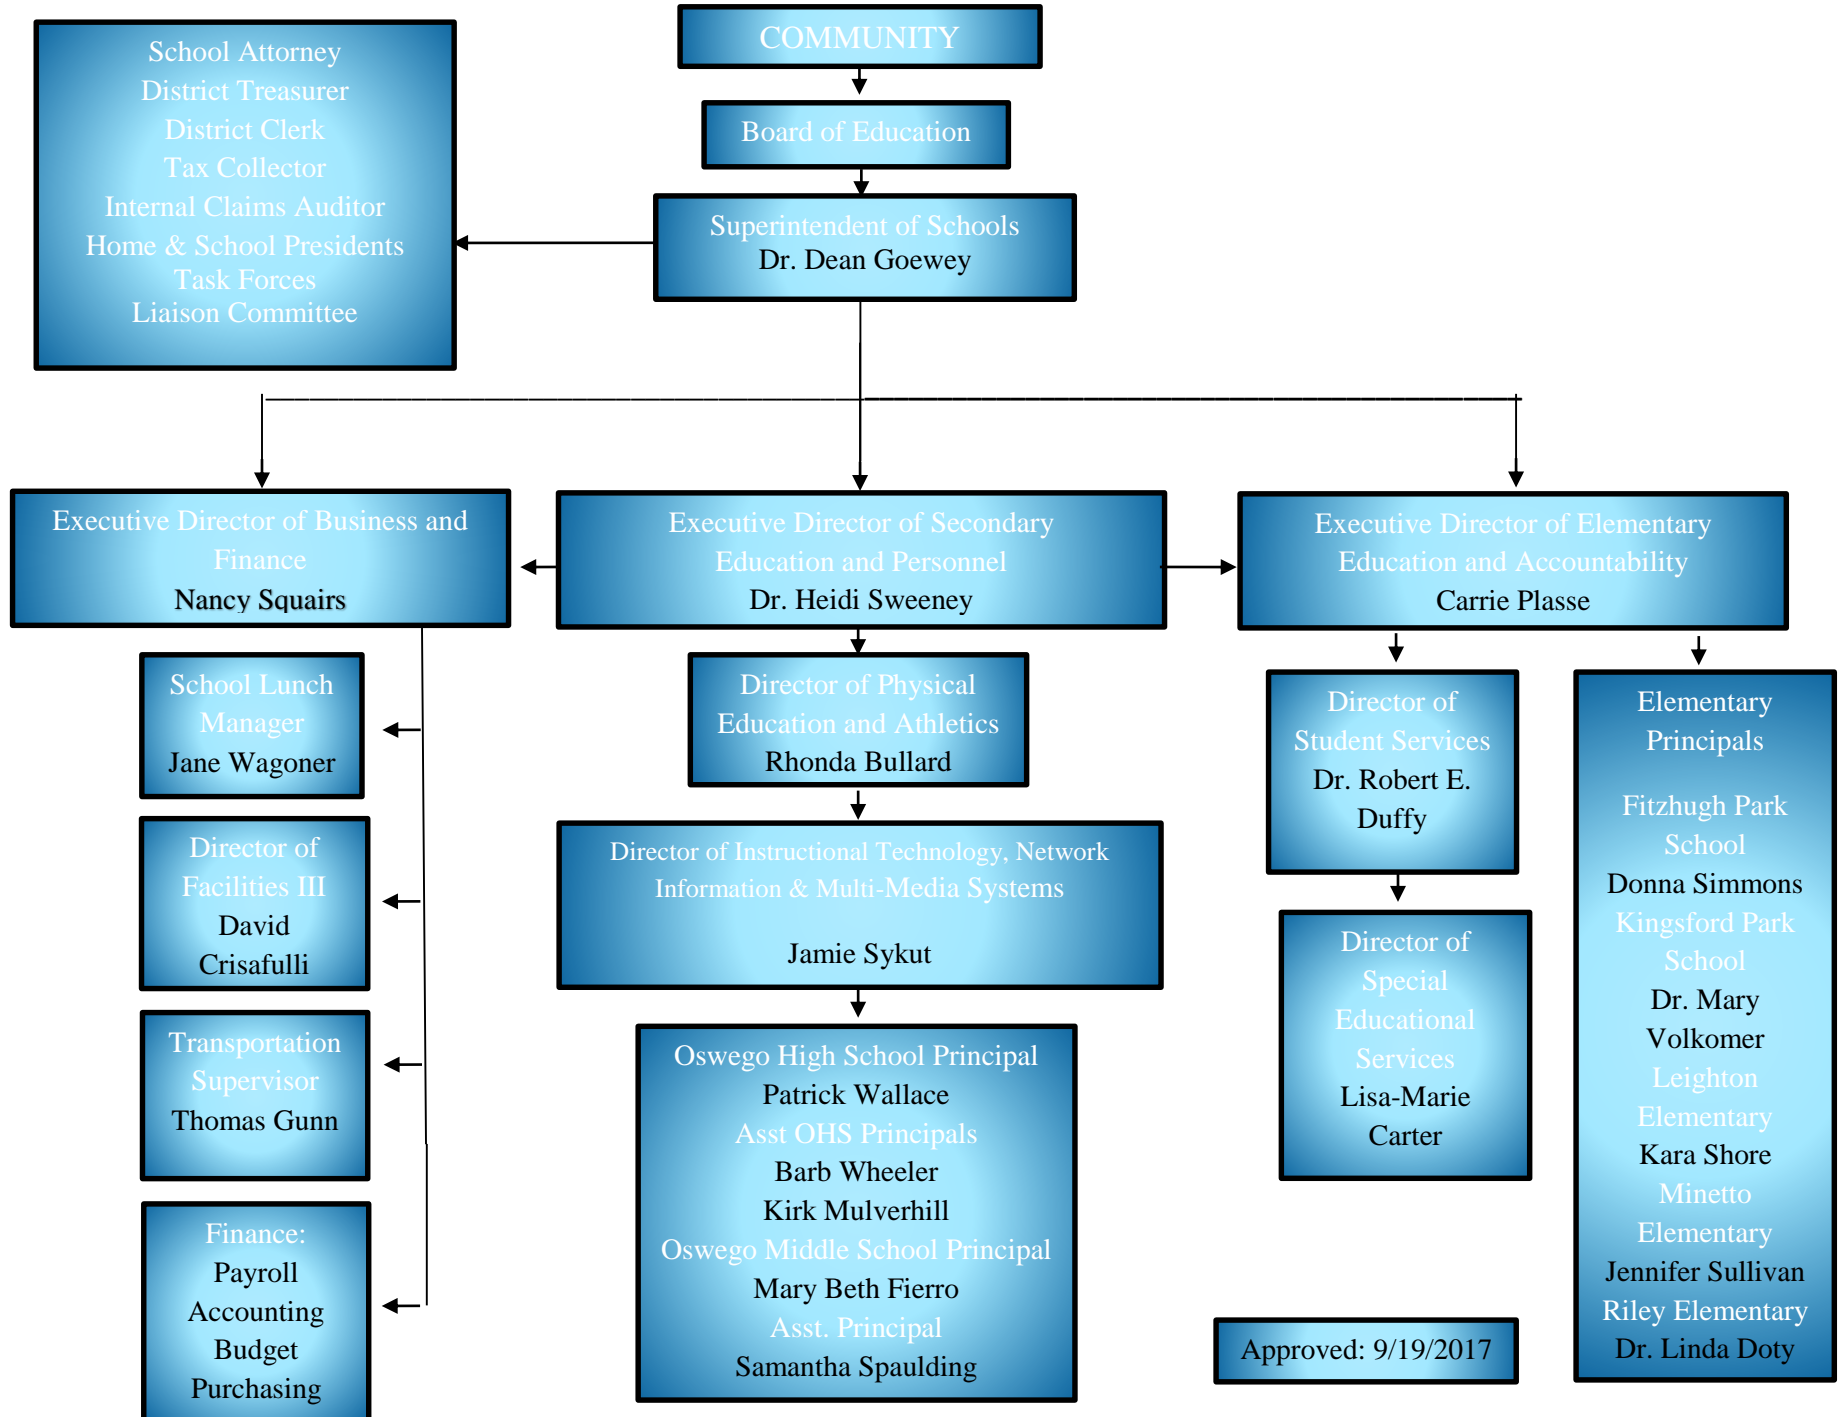 School Attorney
District Treasurer
District Clerk
Tax Collector
Internal Claims Auditor
Home & School Presidents
Task Forces
Liaison Committee
COMMUNITY
Board of Education
Superintendent of Schools
Dr. Dean Goewey
Executive Director of Business and
Finance
Nancy Squairs
Executive Director of Secondary
Education and Personnel
Dr. Heidi Sweeney
Executive Director of Elementary
Education and Accountability
Carrie Plasse
School Lunch
Manager
Jane Wagoner
Director of
Facilities III
David
Crisafulli
Transportation
Supervisor
Thomas Gunn
Finance:
Payroll
Accounting
Budget
Purchasing
Director of Physical
Education and Athletics
Rhonda Bullard
Director of Instructional Technology, Network
Information & Multi-Media Systems
Jamie Sykut
Oswego High School Principal
Patrick Wallace
Asst OHS Principals
Barb Wheeler
Kirk Mulverhill
Oswego Middle School Principal
Mary Beth Fierro
Asst. Principal
Samantha Spaulding
Director of
Student Services
Dr. Robert E.
Duffy
Director of
Special
Educational
Services
Lisa-Marie
Carter
Elementary
Principals
Fitzhugh Park
School
Donna Simmons
Kingsford Park
School
Dr. Mary
Volkomer
Leighton
Elementary
Kara Shore
Minetto
Elementary
Jennifer Sullivan
Riley Elementary
Dr. Linda Doty
Approved: 9/19/2017